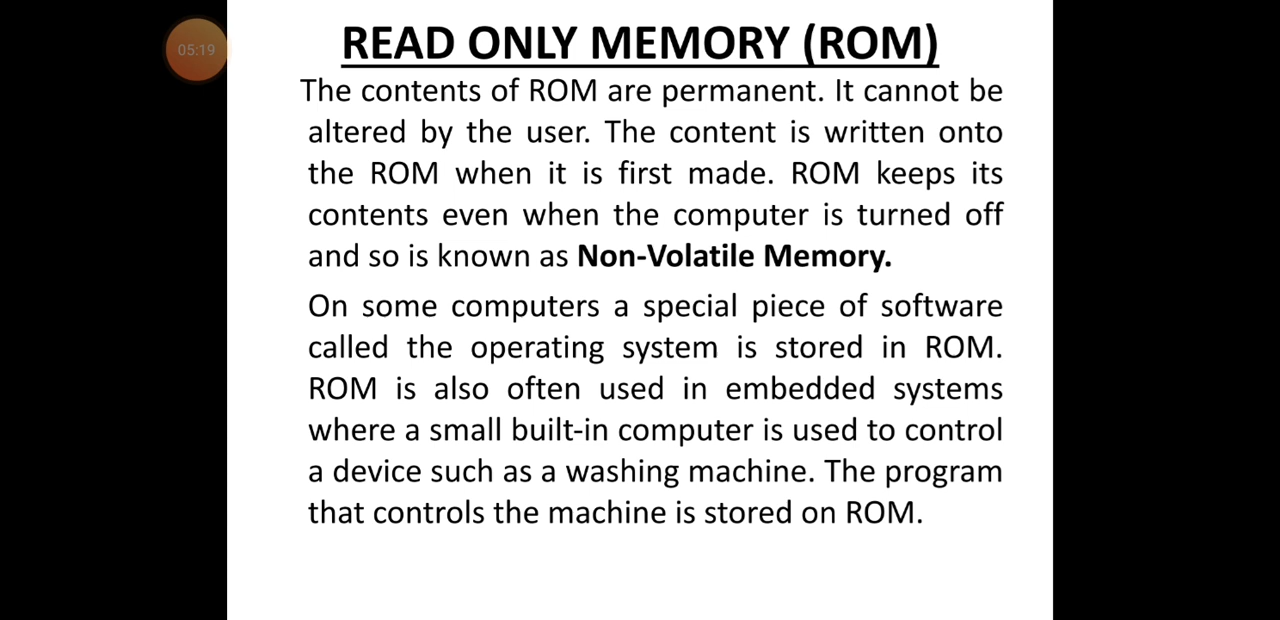 05:19
READ ONLY MEMORY (ROM)
The contents of ROM are permanent. It cannot be
altered by the user. The content is written onto
the ROM when it is first made. ROM keeps its
contents even when the computer is turned off
and so is known as Non-Volatile Memory.
On some computers a special piece of software
called the operating system is stored in ROM.
ROM is also often used in embedded systems
where a small built-in computer is used to control
a device such as a washing machine. The program
that controls the machine is stored on ROM.